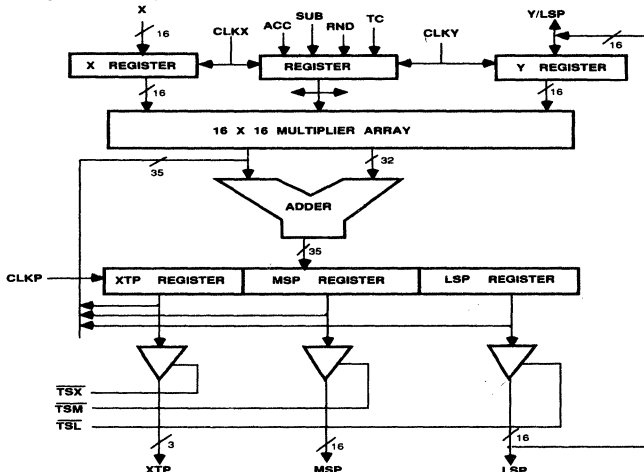 X
16
CLKX
ACC
SUB
RND
TC
CLKY
Y/LSP
16
X REGISTER
REGISTER
Y REGISTER
16
16
16 X 16 MULTIPLIER ARRAY
35
32
ADDER
35
CLKP
XTP REGISTER
MSP REGISTER
LSP REGISTER
TSX
TSM
TSL
3
16
16
XTP
MSP
LSP